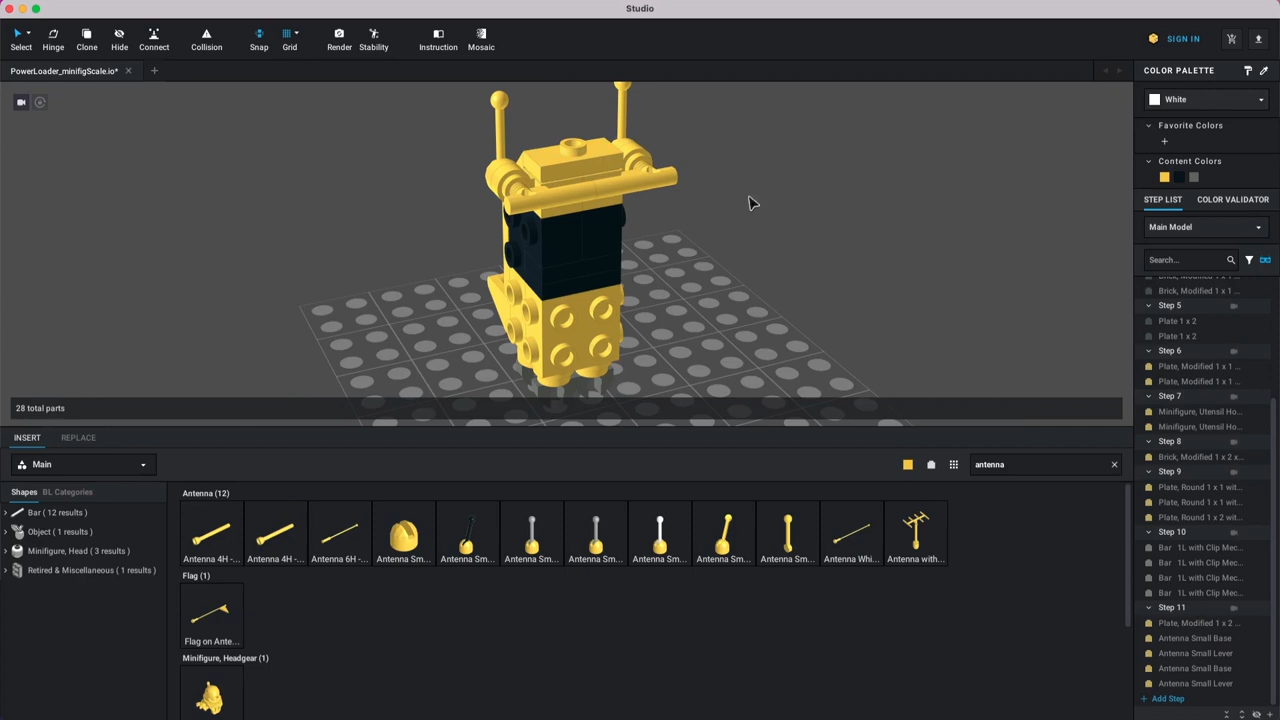 Studio
Select Hinge Clone Hide Connect Collision Snap Grid Render Stability Instruction Mosaic
SIGN IN
PowerLoader_minifigScale.io*
28 total parts
INSERT REPLACE
Main
antenna
Shapes BL Categories
Bar ( 12 results )
Object ( 1 results )
Minifigure, Head ( 3 results )
Retired & Miscellaneous ( 1 results )
Antenna (12)
Antenna 4H -... Antenna 4H -... Antenna 6H -... Antenna Sm... Antenna Sm... Antenna Sm... Antenna Sm... Antenna Sm... Antenna Sm... Antenna Sm... Antenna Whi... Antenna with...
Flag (1)
Flag on Ante...
Minifigure, Headgear (1)
COLOR PALETTE
White
Favorite Colors
Content Colors
STEP LIST COLOR VALIDATOR
Main Model
Search...
Brick, Modified 1 x 1 ...
Brick, Modified 1 x 1 ...
Step 5
Plate 1 x 2
Plate 1 x 2
Step 6
Plate, Modified 1 x 1 ...
Plate, Modified 1 x 1 ...
Step 7
Minifigure, Utensil Ho...
Minifigure, Utensil Ho...
Step 8
Brick, Modified 1 x 2 x...
Step 9
Plate, Round 1 x 1 wit...
Plate, Round 1 x 1 wit...
Plate, Round 1 x 2 wit...
Step 10
Bar 1L with Clip Mec...
Bar 1L with Clip Mec...
Bar 1L with Clip Mec...
Bar 1L with Clip Mec...
Step 11
Plate, Modified 1 x 2 ...
Antenna Small Base
Antenna Small Lever
Antenna Small Base
Antenna Small Lever
+ Add Step